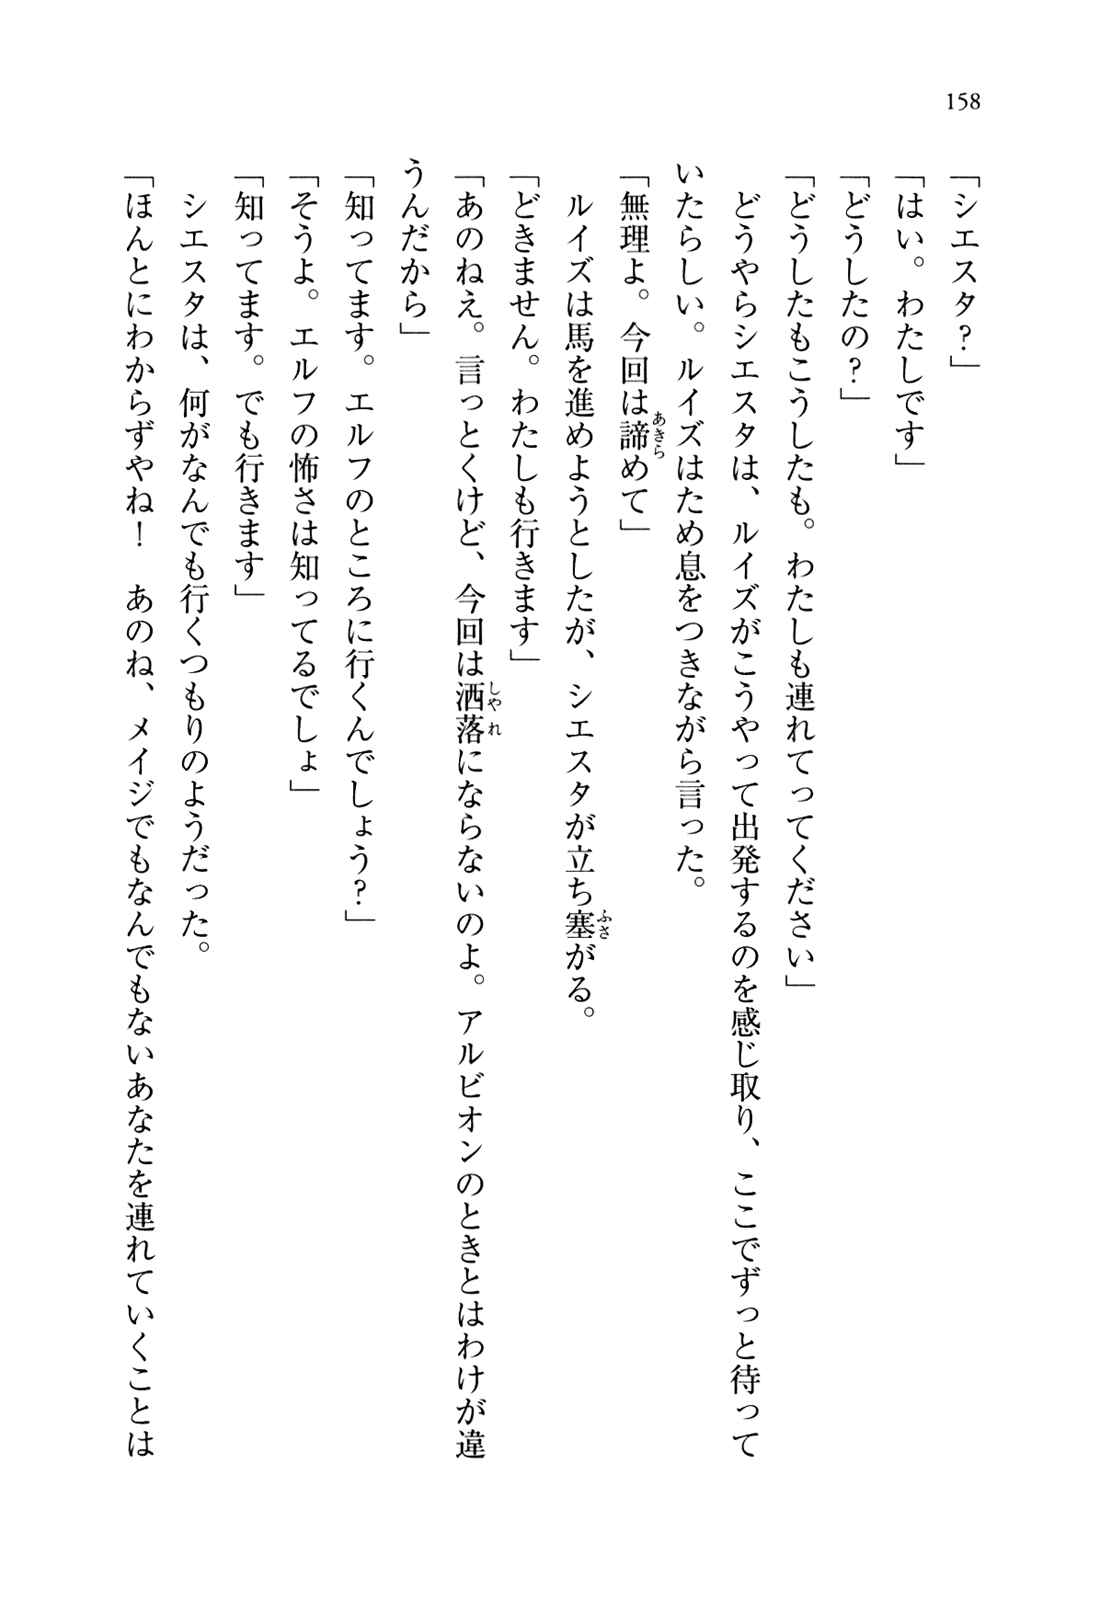 158
「シエスタ？」
「はい。わたしです」
「どうしたの？」
「どうしたもこうしたも。わたしも連れてってください」
　どうやらシエスタは、ルイズがこうやって出発するのを感じ取り、ここでずっと待って
いたらしい。ルイズはため息をつきながら言った。
「無理よ。今回は諦めて」
　ルイズは馬を進めようとしたが、シエスタが立ち塞がる。
「どきません。わたしも行きます」
「あのねえ。言っとくけど、今回は洒落にならないのよ。アルビオンのときとはわけが違
うんだから」
「知ってます。エルフのところに行くんでしょう？」
「そうよ。エルフの怖さは知ってるでしょ」
「知ってます。でも行きます」
　シエスタは、何がなんでも行くつもりのようだった。
「ほんとにわからずやね！　あのね、メイジでもなんでもないあなたを連れていくことは